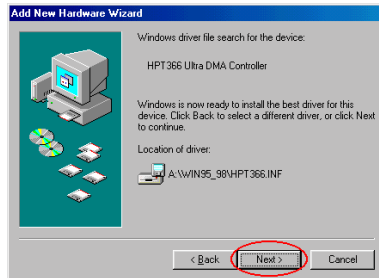 Add New Hardware Wizard
Windows driver file search for the device:
HPT366 Ultra DMA Controller
Windows is now ready to install the best driver for this
device. Click Back to select a different driver, or click Next
to continue.
Location of driver:
A:\WIN95_98\HPT366.INF
< Back
Next >
Cancel